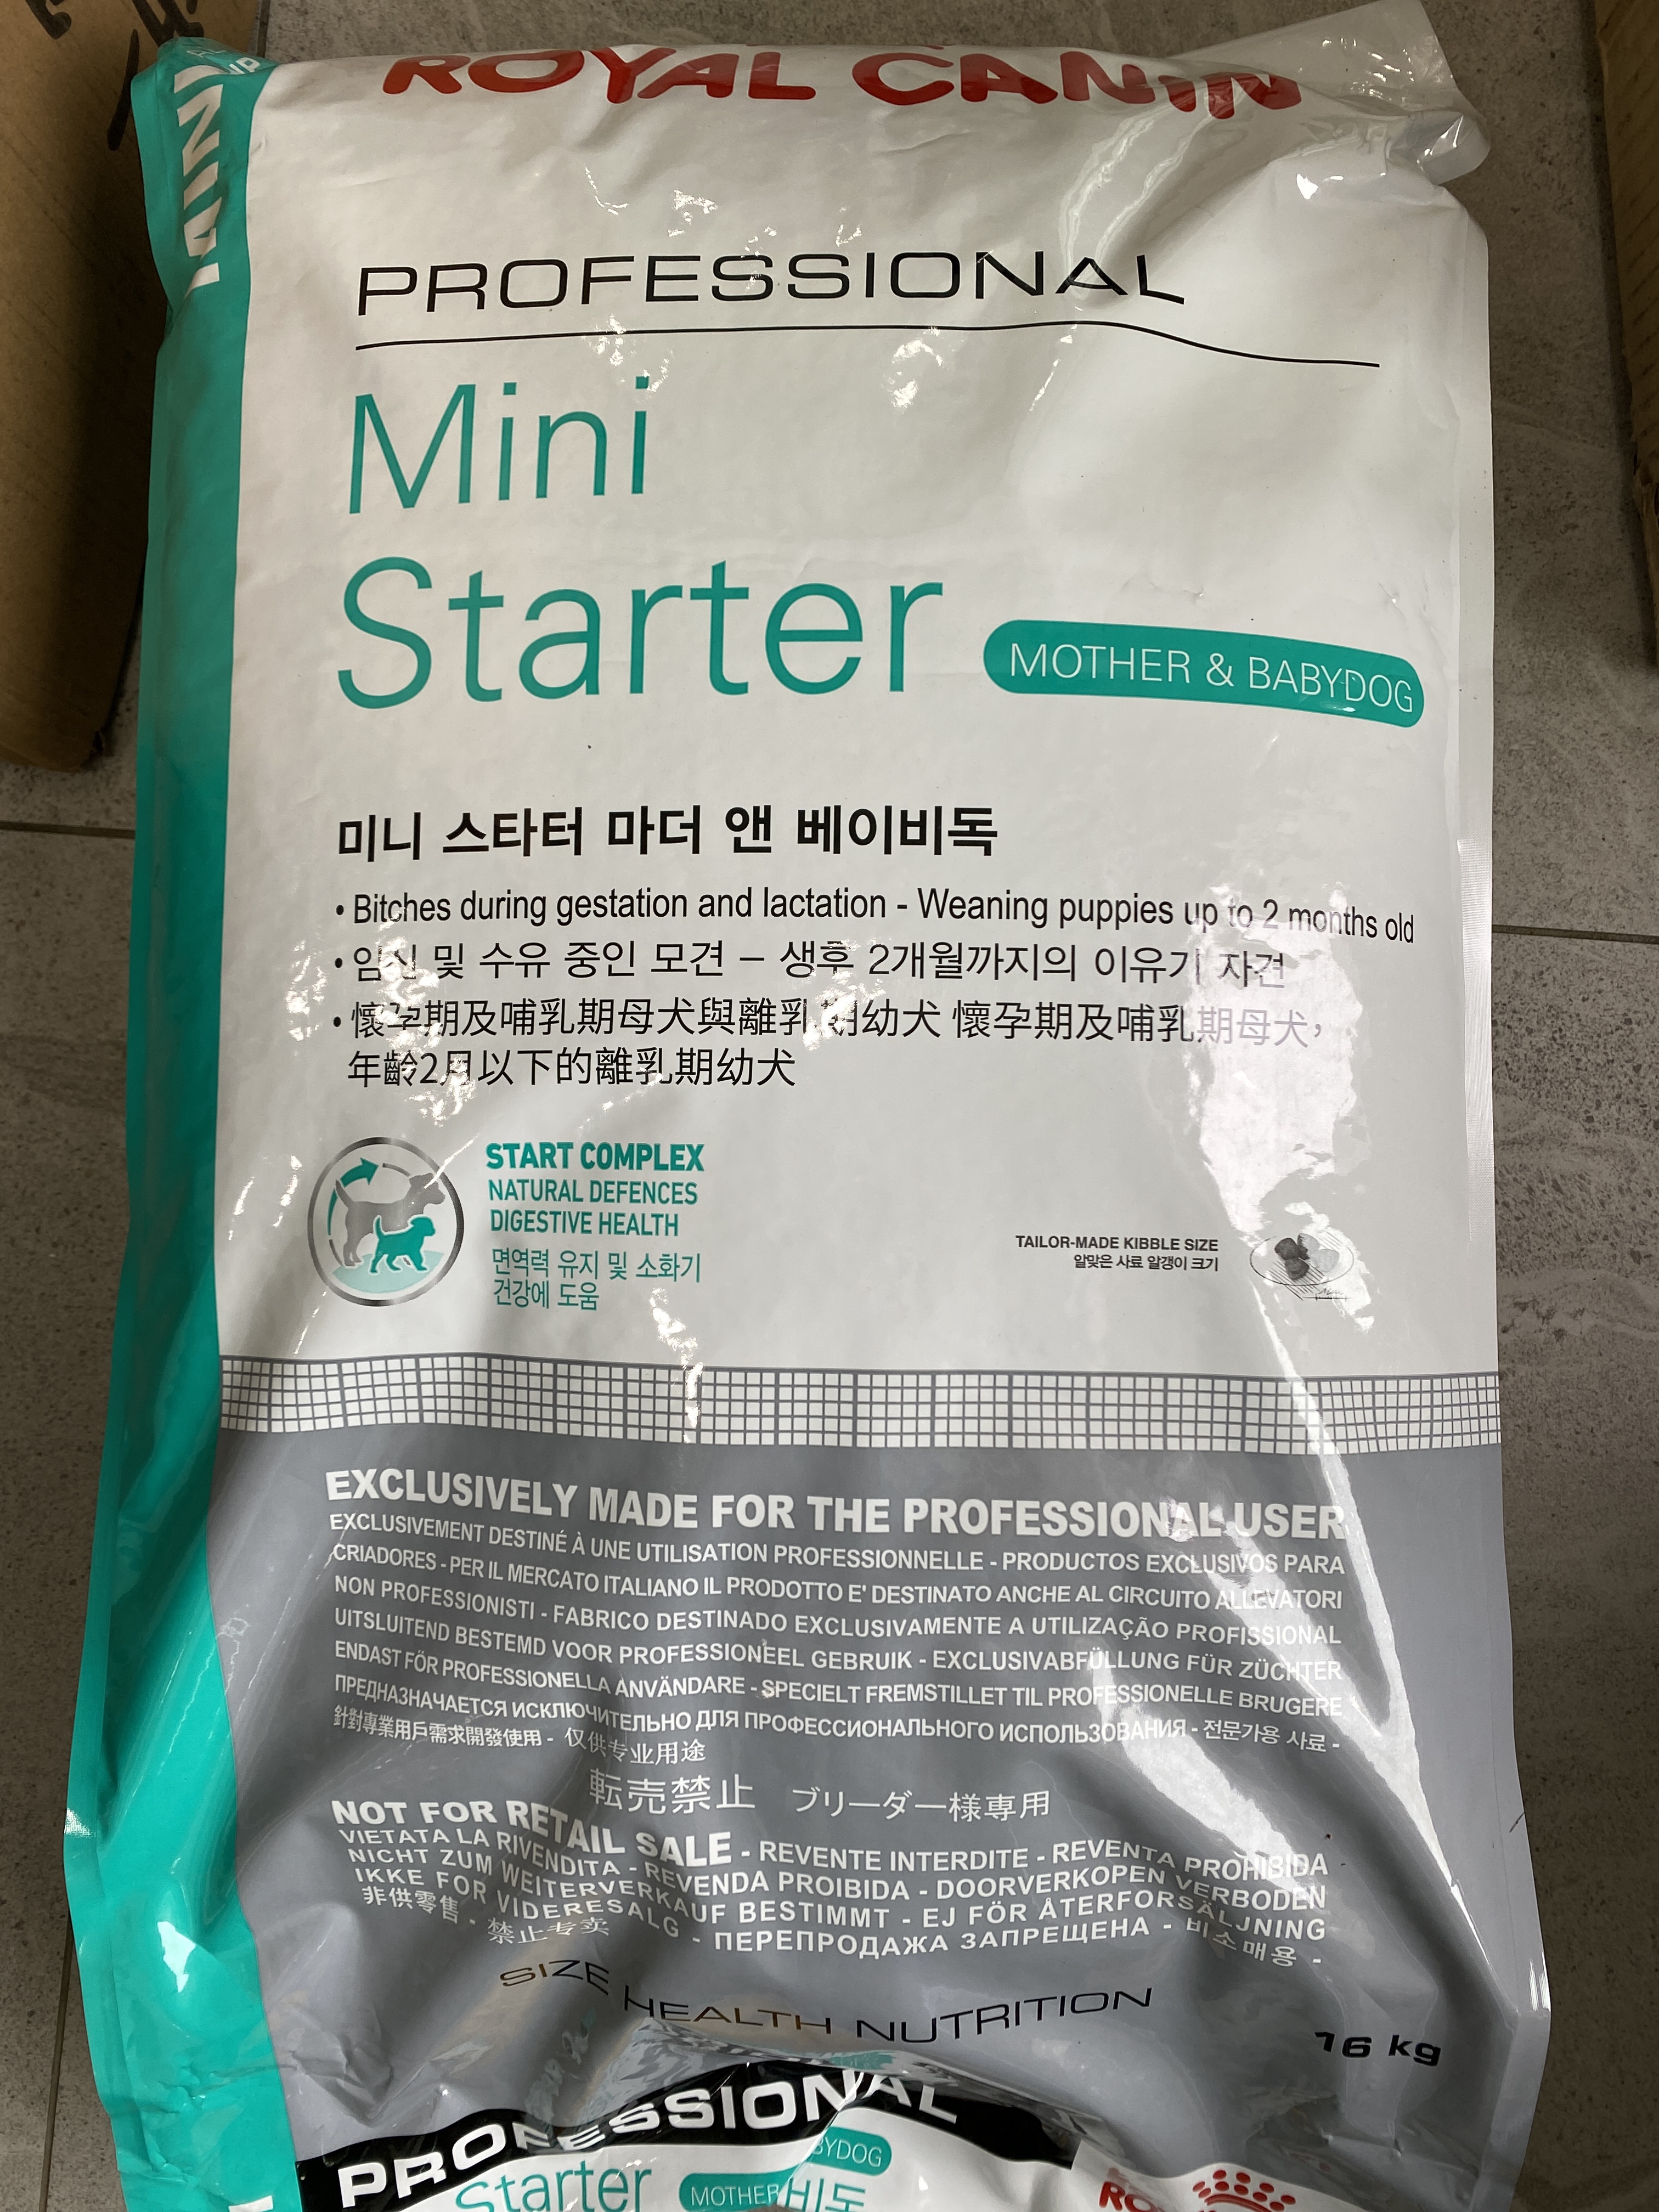 ROYAL CANIN
MINI
PROFESSIONAL
Mini
Starter
MOTHER & BABYDOG
미니 스타터 마더 앤 베이비독
• Bitches during gestation and lactation - Weaning puppies up to 2 months old
• 임신 및 수유 중인 모견 – 생후 2개월까지의 이유기 자견
• 懷孕期及哺乳期母犬與離乳期幼犬 懷孕期及哺乳期母犬，
年齡2月以下的離乳期幼犬
START COMPLEX
NATURAL DEFENCES
DIGESTIVE HEALTH
면역력 유지 및 소화기
건강에 도움
TAILOR-MADE KIBBLE SIZE
알맞은 사료 알갱이 크기
EXCLUSIVELY MADE FOR THE PROFESSIONAL USER
EXCLUSIVEMENT DESTINÉ À UNE UTILISATION PROFESSIONNELLE - PRODUCTOS EXCLUSIVOS PARA
CRIADORES - PER IL MERCATO ITALIANO IL PRODOTTO E' DESTINATO ANCHE AL CIRCUITO ALLEVATORI
NON PROFESSIONISTI - FABRICO DESTINADO EXCLUSIVAMENTE A UTILIZAÇÃO PROFISSIONAL
UITSLUITEND BESTEMD VOOR PROFESSIONEEL GEBRUIK - EXCLUSIVABFÜLLUNG FÜR ZÜCHTER
ENDAST FÖR PROFESSIONELLA ANVÄNDARE - SPECIELT FREMSTILLET TIL PROFESSIONELLE BRUGERE
ПРЕДНАЗНАЧАЕТСЯ ИСКЛЮЧИТЕЛЬНО ДЛЯ ПРОФЕССИОНАЛЬНОГО ИСПОЛЬЗОВАНИЯ - 전문가용 사료 -
針對專業用戶需求開發使用 - 仅供专业用途
転売禁止 ブリーダー様専用
NOT FOR RETAIL SALE - REVENTE INTERDITE - REVENTA PROHIBIDA
VIETATA LA RIVENDITA - REVENDA PROIBIDA - DOORVERKOPEN VERBODEN
NICHT ZUM WEITERVERKAUF BESTIMMT - EJ FÖR ÅTERFORSÄLJNING
IKKE FOR VIDERESALG - ПЕРЕПРОДАЖА ЗАПРЕЩЕНА - 비소매용 -
非供零售 - 禁止专卖
SIZE HEALTH NUTRITION
16 kg
PROFESSIONAL
Starter
MOTHER
BYDOG
비독